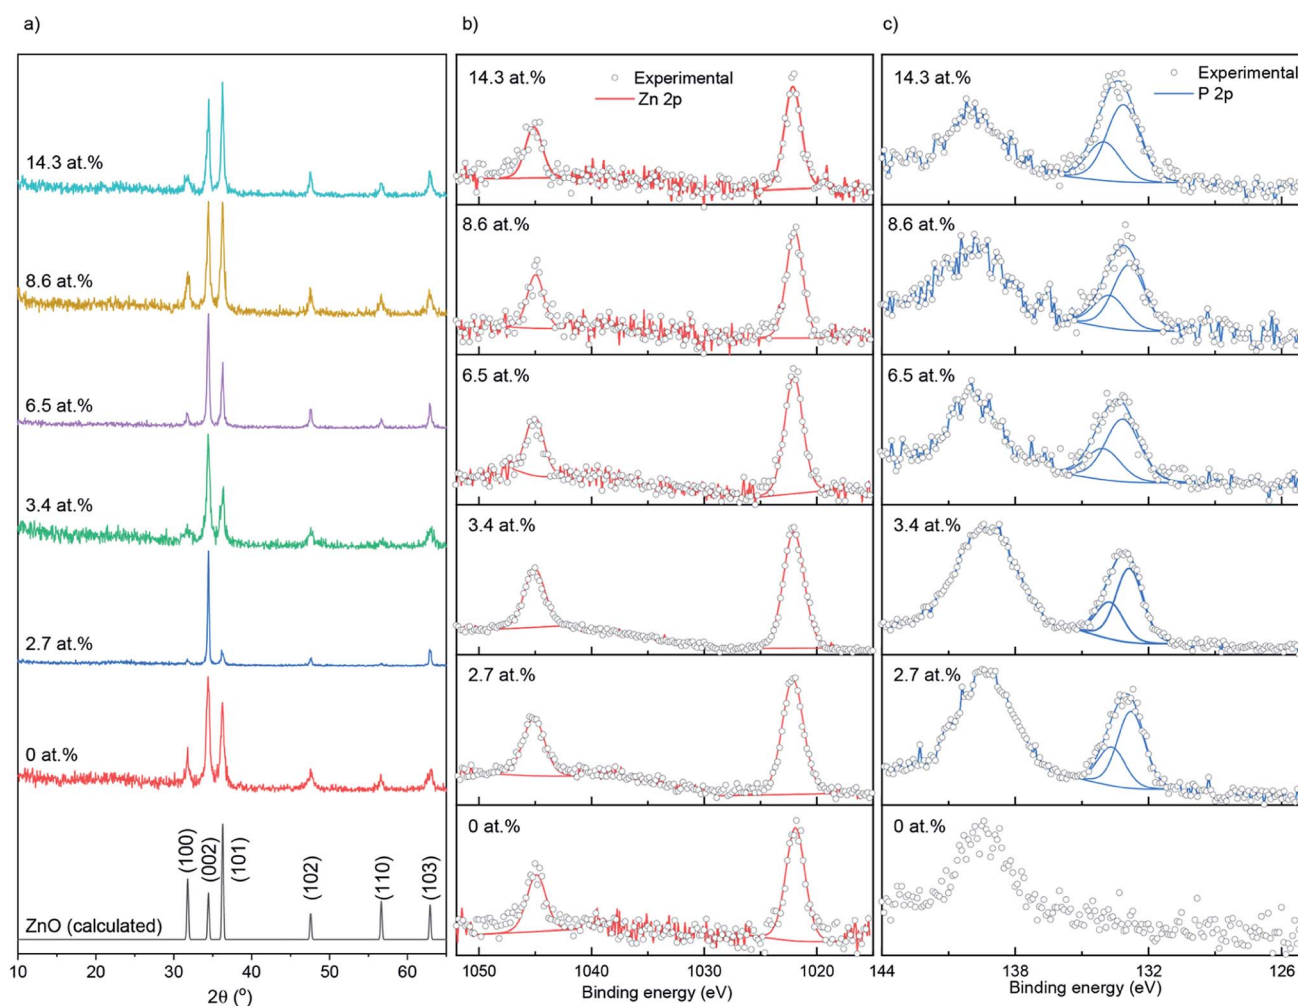 a)
14.3 at.%
8.6 at.%
6.5 at.%
3.4 at.%
2.7 at.%
0 at.%
(100)
(002)
(101)
(102)
(110)
(103)
ZnO (calculated)
10 20 30 40 50 60
2θ (º)
b)
14.3 at.%
Experimental
Zn 2p
8.6 at.%
6.5 at.%
3.4 at.%
2.7 at.%
0 at.%
1050 1040 1030 1020
Binding energy (eV)
c)
14.3 at.%
Experimental
P 2p
8.6 at.%
6.5 at.%
3.4 at.%
2.7 at.%
0 at.%
144 138 132 126
Binding energy (eV)